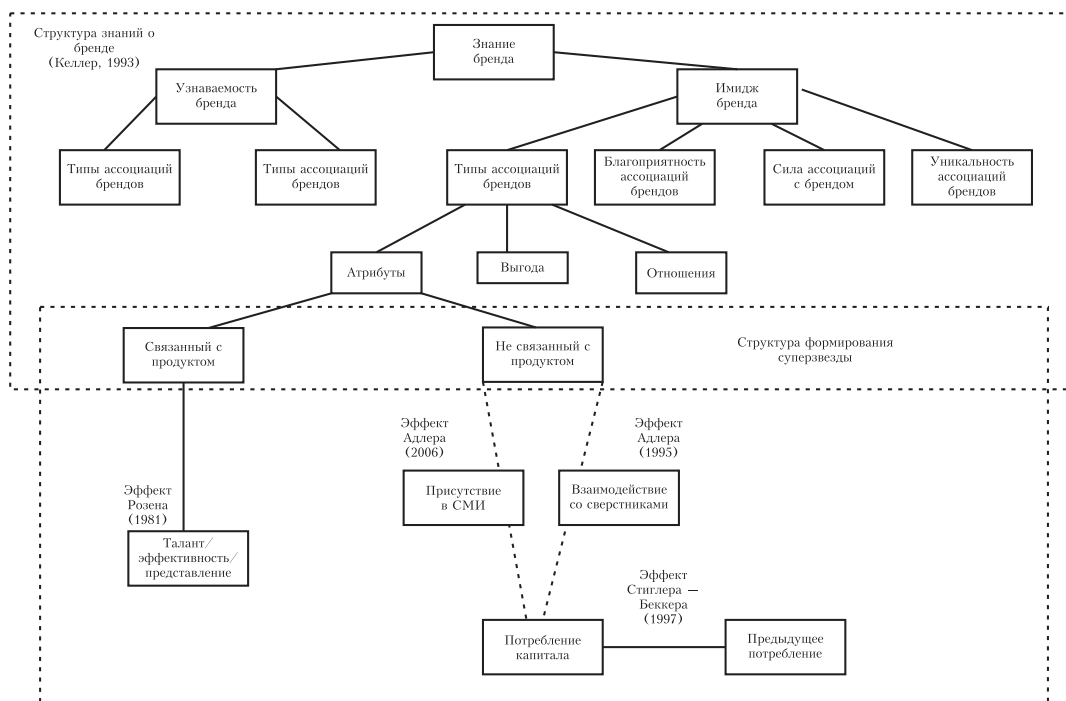 Структура знаний о
бренде
(Келлер, 1993)
Знание
бренда
Узнаваемость
бренда
Имидж
бренда
Типы ассоциаций
брендов
Типы ассоциаций
брендов
Типы ассоциаций
брендов
Благоприятность
ассоциаций
брендов
Сила ассоциаций
с брендом
Уникальность
ассоциаций
брендов
Атрибуты
Выгода
Отношения
Связанный с
продуктом
Не связанный с
продуктом
Структура формирования
суперзвезды
Эффект
Адлера
(2006)
Эффект
Адлера
(1995)
Присутствие
в СМИ
Взаимодействие
со сверстниками
Эффект
Розена
(1981)
Талант/
эффективность/
представление
Эффект
Стиглера —
Беккера
(1997)
Потребление
капитала
Предыдущее
потребление